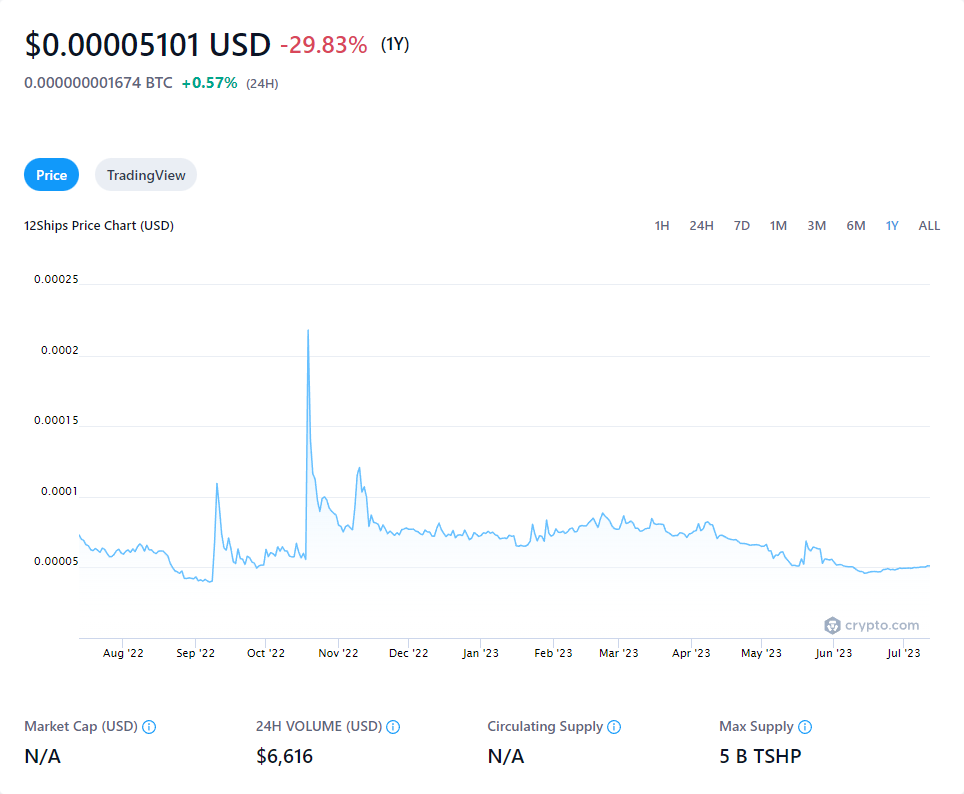 $0.00005101 USD -29.83% (1Y)
0.000000001674 BTC +0.57% (24H)
Price TradingView
12Ships Price Chart (USD) 1H 24H 7D 1M 3M 6M 1Y ALL
0.00025
0.0002
0.00015
0.0001
0.00005
crypto.com
Aug '22 Sep '22 Oct '22 Nov '22 Dec '22 Jan '23 Feb '23 Mar '23 Apr '23 May '23 Jun '23 Jul '23
Market Cap (USD) 24H VOLUME (USD) Circulating Supply Max Supply
N/A $6,616 N/A 5 B TSHP